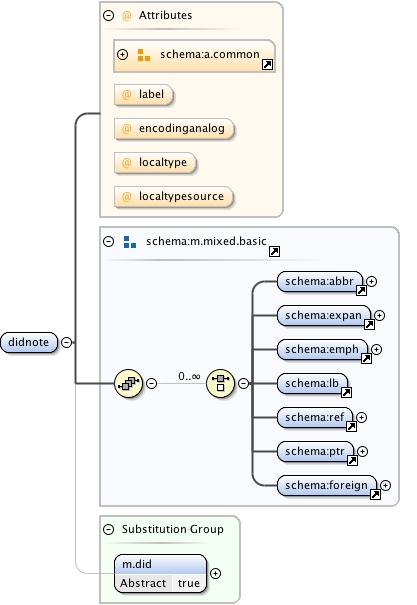 @ Attributes
schema:a.common
@ label
@ encodinganalog
@ localtype
@ localtypesource
schema:m.mixed.basic
didnote
0..∞
schema:abbr
schema:expan
schema:emph
schema:lb
schema:ref
schema:ptr
schema:foreign
Substitution Group
m.did
Abstract true